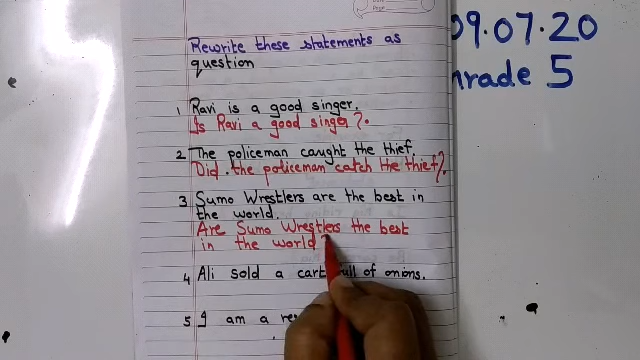 09.07.20
Grade 5
Rewrite these statements as
question
1 Ravi is a good singer.
Is Ravi a good singer?.
2 The policeman caught the thief.
Did . the policeman catch the thief?.
3 Sumo Wrestlers are the best in
the world.
Are Sumo Wrestlers the best
in the world
4 Ali sold a cart full of onions.
5 I am a